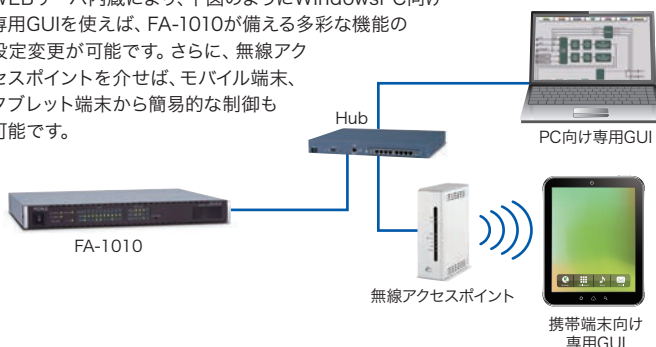 WEBサーバ内蔵により、下図のようにWindowsPC向け
専用GUIを使えば、FA-1010が備える多彩な機能の
設定変更が可能です。さらに、無線アク
セスポイントを介せば、モバイル端末、
タブレット端末から簡易的な制御も
可能です。
Hub
PC向け専用GUI
FA-1010
無線アクセスポイント
携帯端末向け
専用GUI